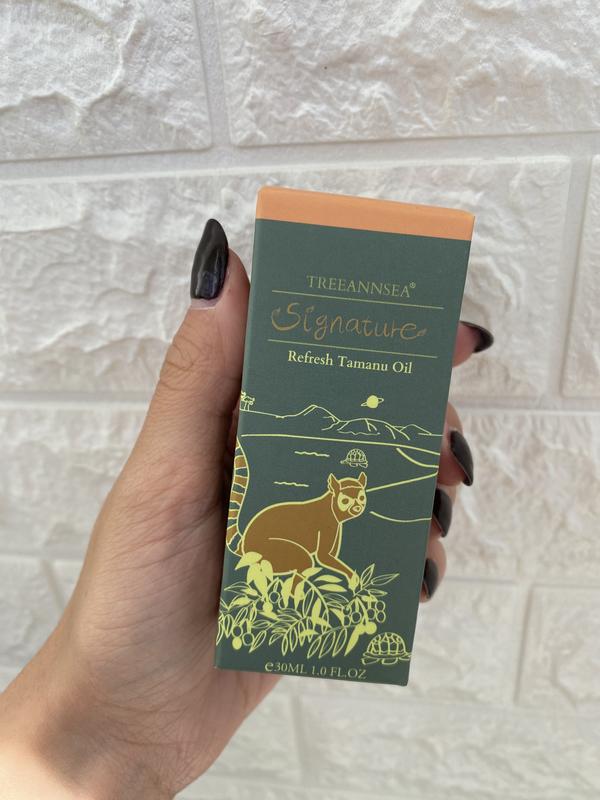 TREEANNSEA®
Signature
Refresh Tamanu Oil
℮30ML 1.0 FL.OZ